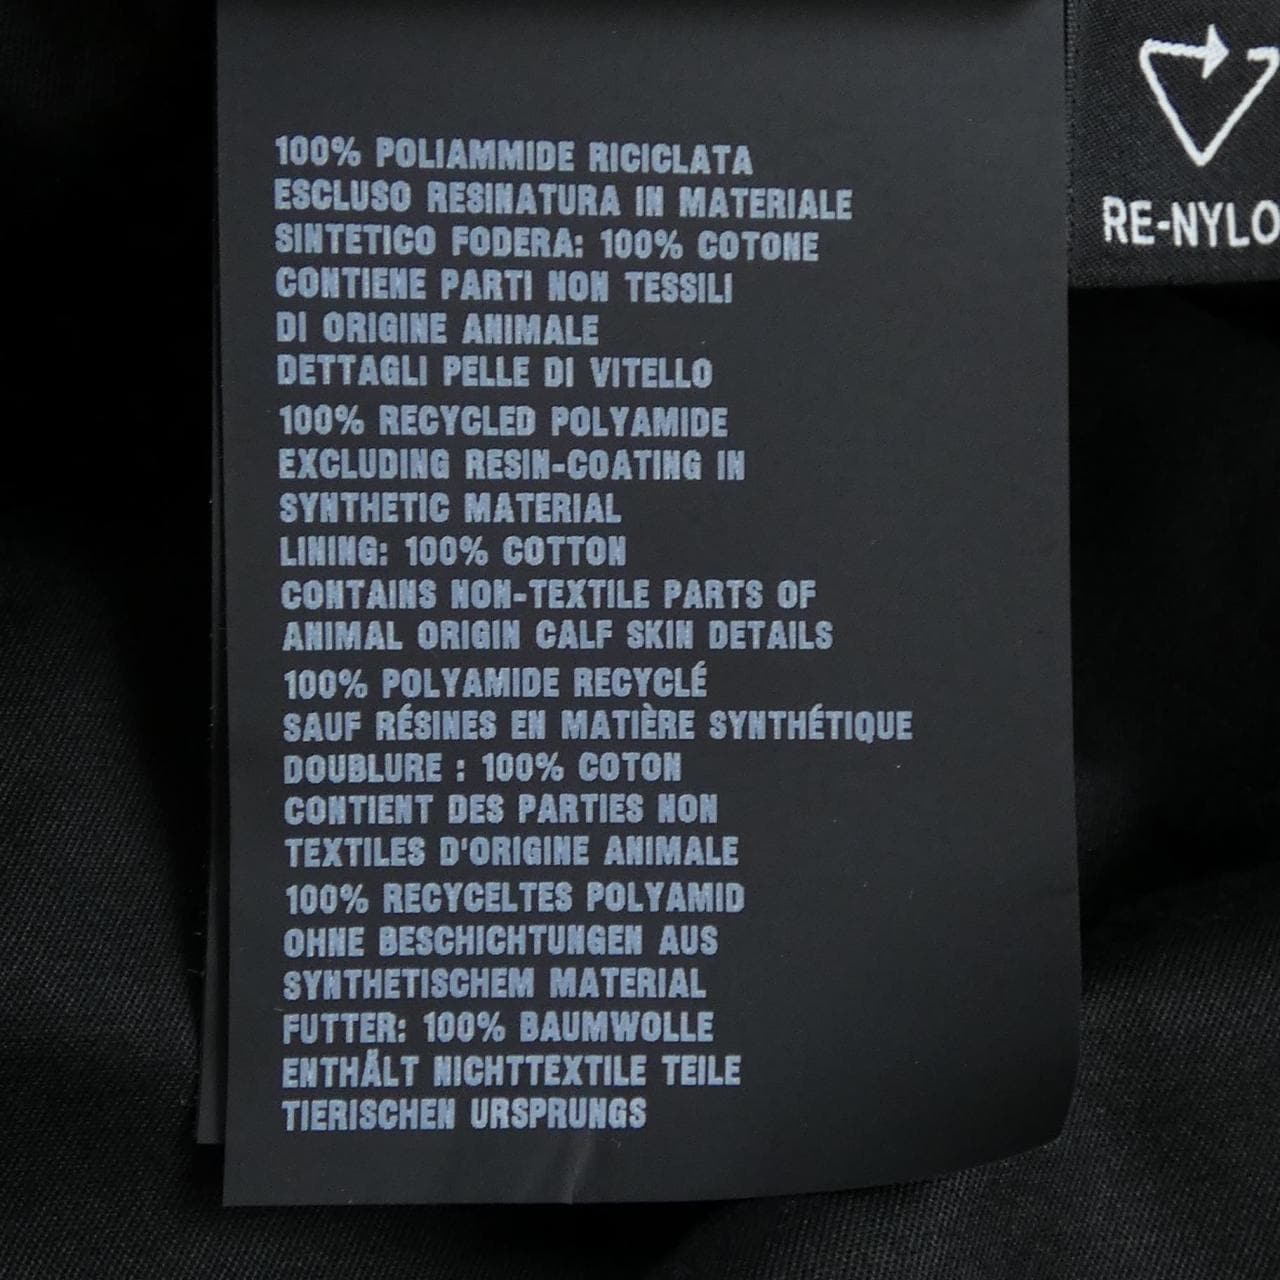 100% POLIAMMIDE RICICLATA
ESCLUSO RESINATURA IN MATERIALE
SINTETICO FODERA: 100% COTONE
CONTIENE PARTI NON TESSILI
DI ORIGINE ANIMALE
DETTAGLI PELLE DI VITELLO
100% RECYCLED POLYAMIDE
EXCLUDING RESIN-COATING IN
SYNTHETIC MATERIAL
LINING: 100% COTTON
CONTAINS NON-TEXTILE PARTS OF
ANIMAL ORIGIN CALF SKIN DETAILS
100% POLYAMIDE RECYCLÉ
SAUF RÉSINES EN MATIÈRE SYNTHÉTIQUE
DOUBLURE : 100% COTON
CONTIENT DES PARTIES NON
TEXTILES D'ORIGINE ANIMALE
100% RECYCELTES POLYAMID
OHNE BESCHICHTUNGEN AUS
SYNTHETISCHEM MATERIAL
FUTTER: 100% BAUMWOLLE
ENTHÄLT NICHTTEXTILE TEILE
TIERISCHEN URSPRUNGS
RE-NYLO